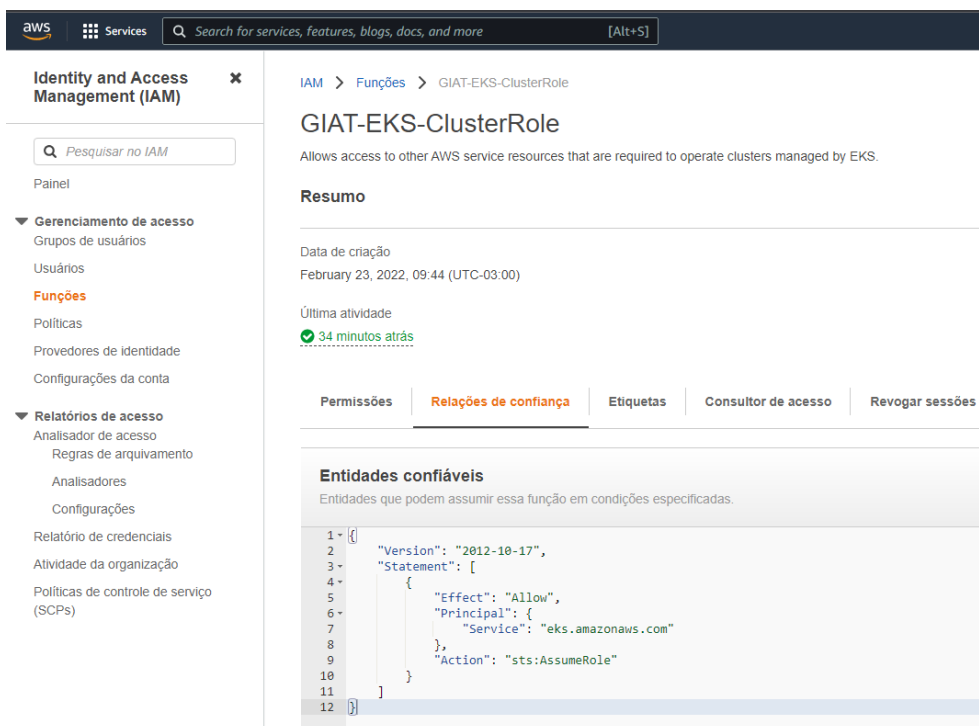 aws
Services
Search for services, features, blogs, docs, and more
[Alt+S]
Identity and Access
Management (IAM)
Pesquisar no IAM
Painel
Gerenciamento de acesso
Grupos de usuários
Usuários
Funções
Políticas
Provedores de identidade
Configurações da conta
Relatórios de acesso
Analisador de acesso
Regras de arquivamento
Analisadores
Configurações
Relatório de credenciais
Atividade da organização
Políticas de controle de serviço
(SCPs)
IAM > Funções > GIAT-EKS-ClusterRole
GIAT-EKS-ClusterRole
Allows access to other AWS service resources that are required to operate clusters managed by EKS.
Resumo
Data de criação
February 23, 2022, 09:44 (UTC-03:00)
Última atividade
34 minutos atrás
Permissões
Relações de confiança
Etiquetas
Consultor de acesso
Revogar sessões
Entidades confiáveis
Entidades que podem assumir essa função em condições especificadas.
1 {
2     "Version": "2012-10-17",
3     "Statement": [
4         {
5             "Effect": "Allow",
6             "Principal": {
7                 "Service": "eks.amazonaws.com"
8             },
9             "Action": "sts:AssumeRole"
10         }
11     ]
12 }